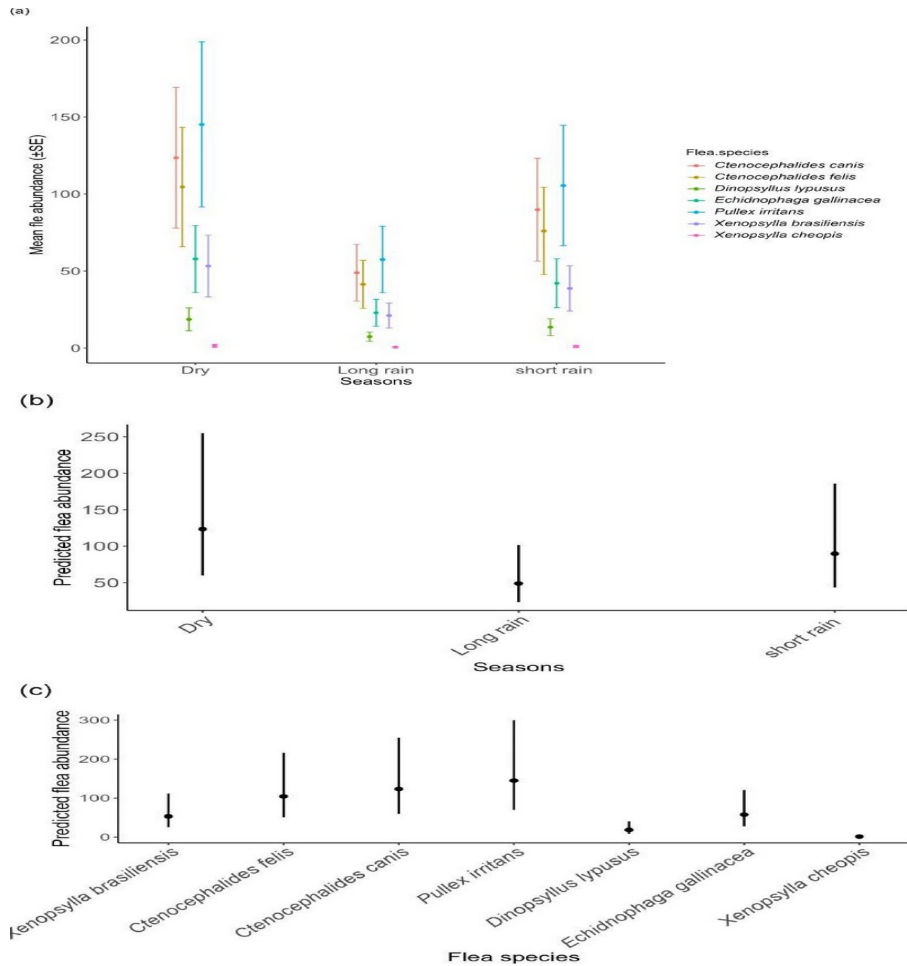 (a)
200
150
100
50
0
Mean fle abundance (±SE)
Dry Long rain short rain
Seasons
Flea.species
Ctenocephalides canis
Ctenocephalides felis
Dinopsyllus lypusus
Echidnophaga gallinacea
Pullex irritans
Xenopsylla brasiliensis
Xenopsylla cheopis
(b)
250
200
150
100
50
Predicted flea abundance
Dry Long rain short rain
Seasons
(c)
300
200
100
0
Predicted flea abundance
Xenopsylla brasiliensis
Ctenocephalides felis
Ctenocephalides canis
Pullex irritans
Dinopsyllus lypusus
Echidnophaga gallinacea
Xenopsylla cheopis
Flea species